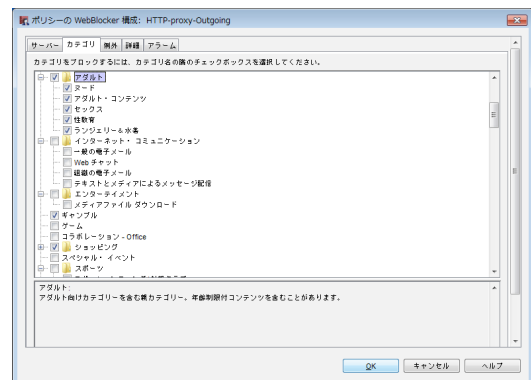 ポリシーの WebBlocker 構成: HTTP-proxy-Outgoing
サーバー カテゴリ 例外 詳細 アラーム
カテゴリをブロックするには、カテゴリ名の隣のチェックボックスを選択してください。
アダルト
ヌード
アダルト・コンテンツ
セックス
性教育
ランジェリー&水着
インターネット・ コミュニケーション
一般の電子メール
Web チャット
組織の電子メール
テキストとメディアによるメッセージ配信
エンターテイメント
メディアファイル ダウンロード
ギャンブル
ゲーム
コラボレーション - Office
ショッピング
スペシャル・ イベント
スポーツ
アダルト:
アダルト向けカテゴリーを含む親カテゴリー。年齢制限付コンテンツを含むことがあります。
OK キャンセル ヘルプ